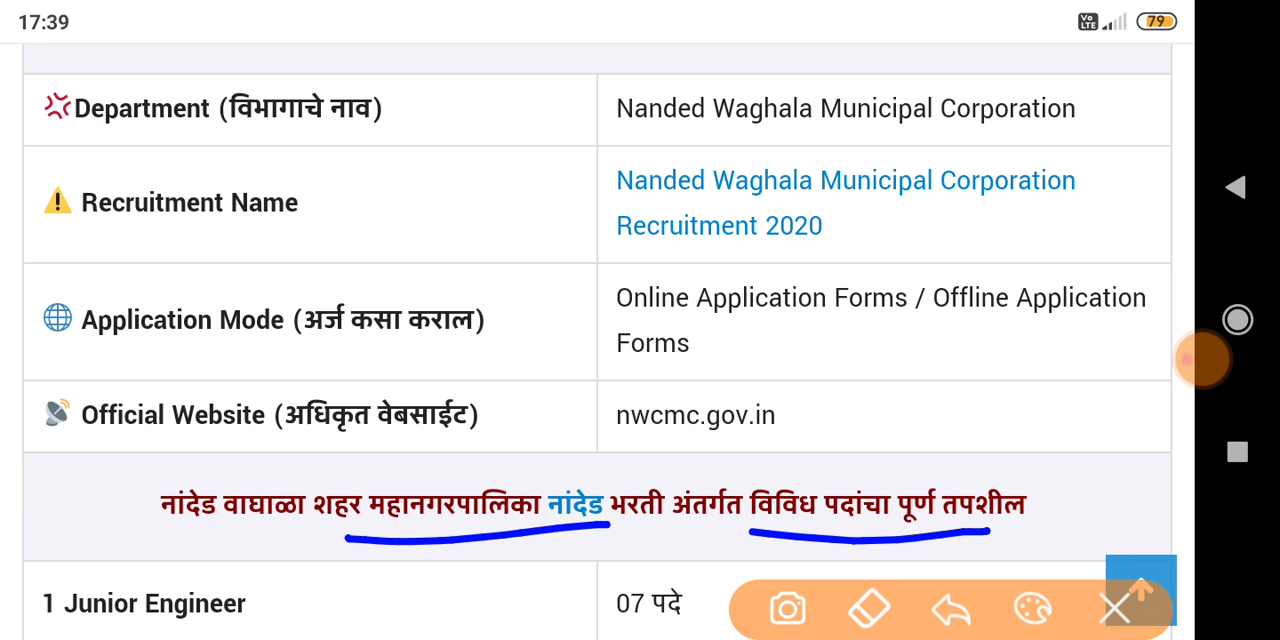 17:39
Vo LTE 79
Department (विभागाचे नाव)
Nanded Waghala Municipal Corporation
Recruitment Name
Nanded Waghala Municipal Corporation
Recruitment 2020
Application Mode (अर्ज कसा कराल)
Online Application Forms / Offline Application
Forms
Official Website (अधिकृत वेबसाईट)
nwcmc.gov.in
नांदेड वाघाळा शहर महानगरपालिका नांदेड भरती अंतर्गत विविध पदांचा पूर्ण तपशील
1 Junior Engineer
07 पदे